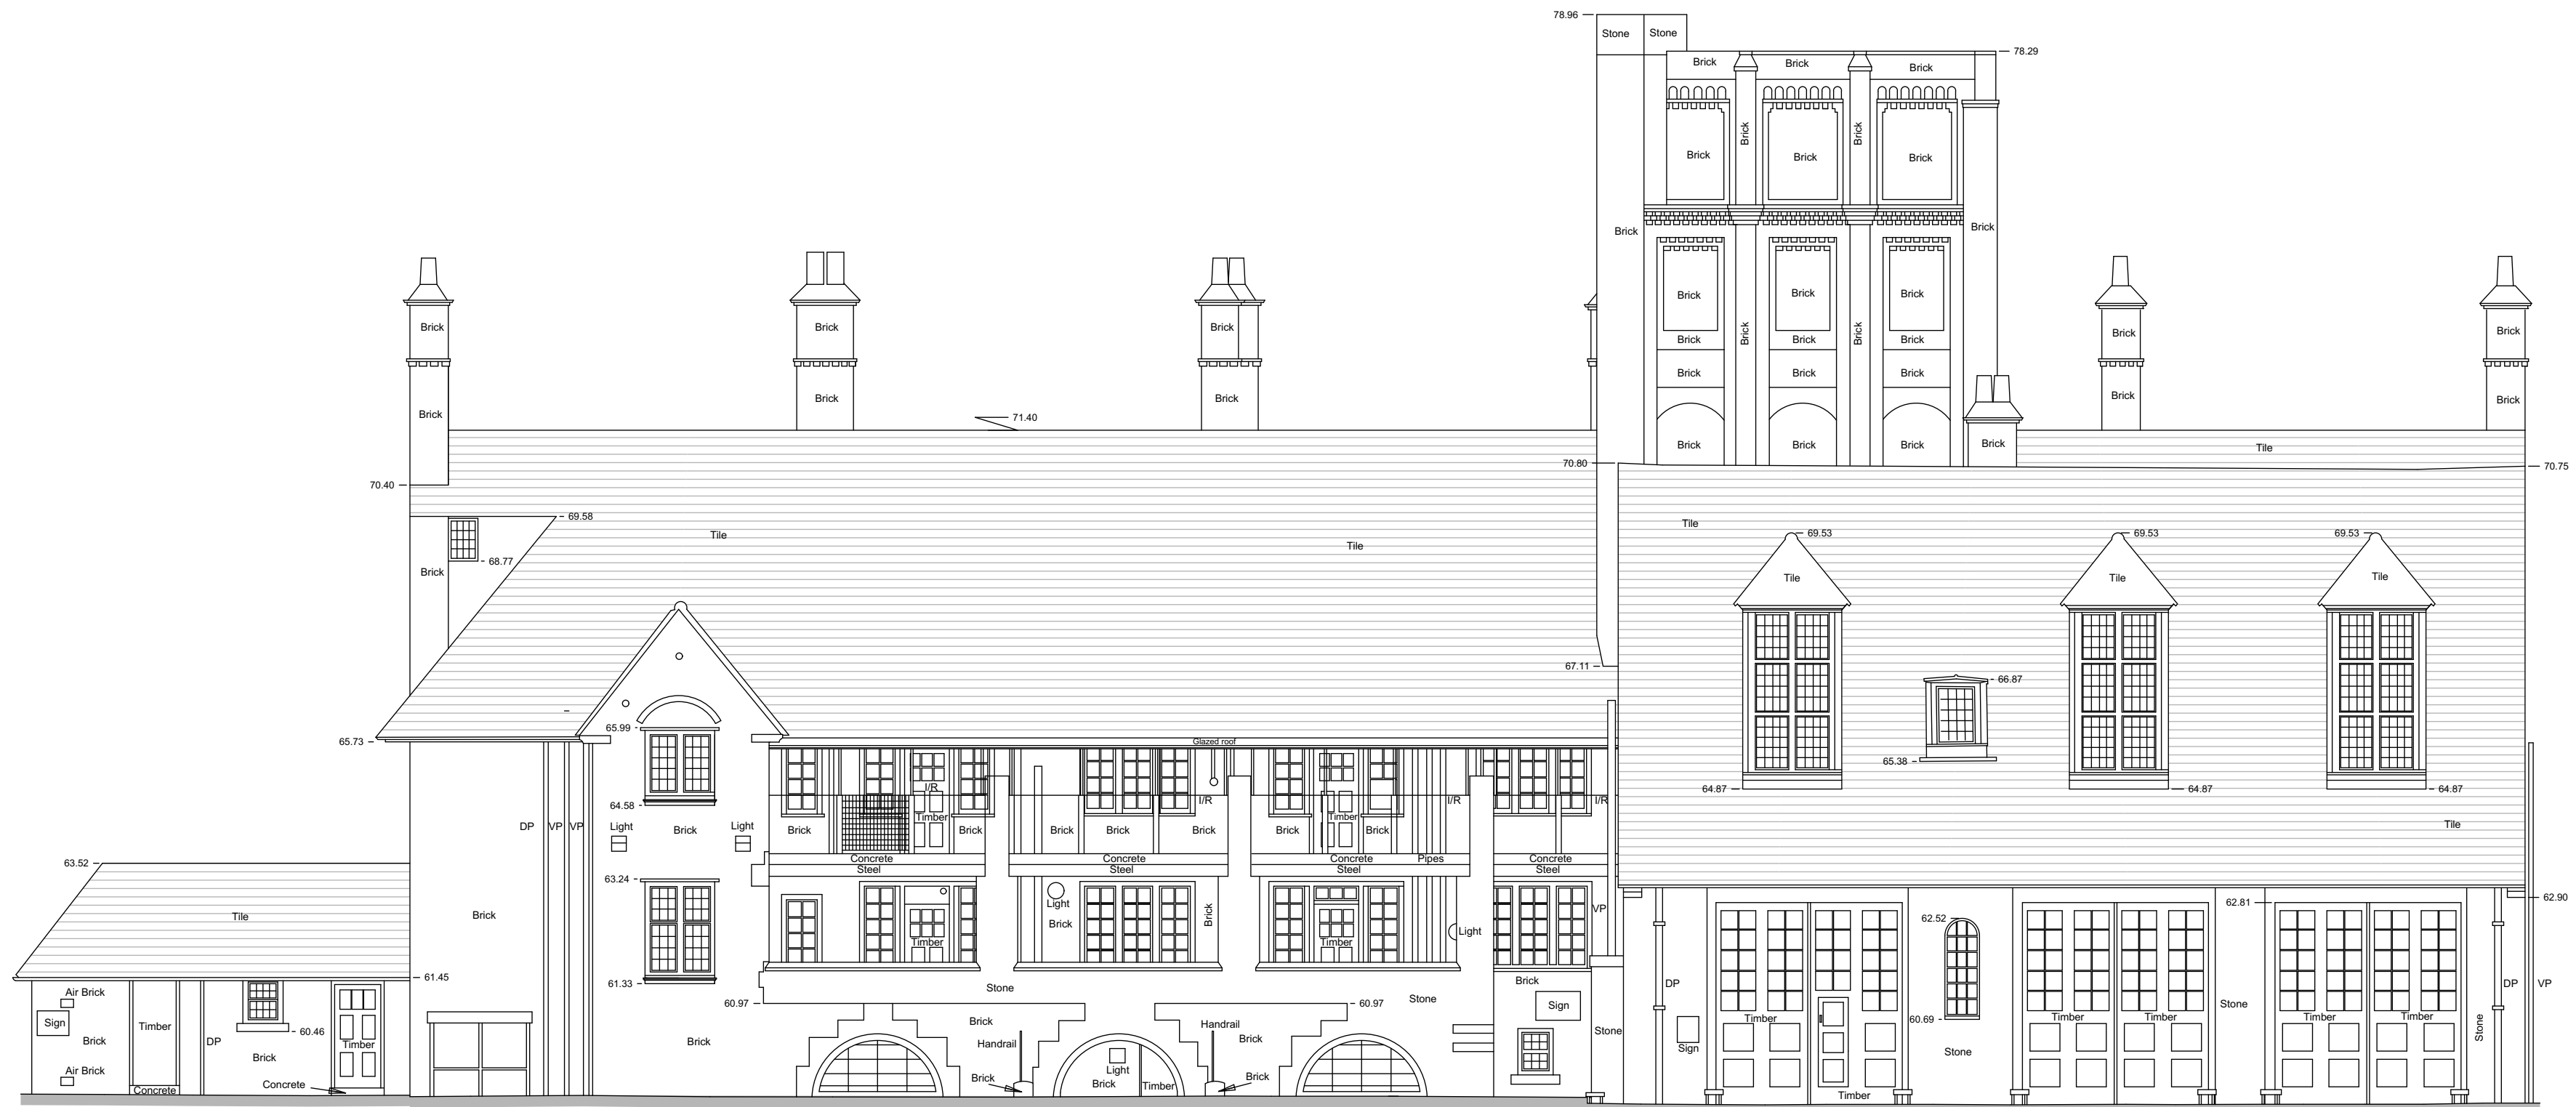 78.96
Stone Stone
78.29
Brick Brick Brick
Brick Brick
Brick Brick Brick
Brick Brick
Brick Brick Brick
Brick Brick Brick Brick Brick Brick
Brick Brick
Brick Brick Brick
Brick Brick Brick
Brick Brick Brick Brick Brick
Brick
71.40
Brick Brick Brick Brick
Tile
70.80
70.75
70.40
69.58
Tile
69.53 69.53 69.53
Tile Tile
68.77
Brick
Tile Tile Tile
67.11
66.87
65.99
65.73
Glazed roof
65.38
64.87 64.87 64.87
I/R I/R I/R I/R
64.58
Timber Timber
DP VP VP Light Brick Light
Brick Brick Brick Brick Brick Brick Brick
Tile
Concrete Concrete Concrete Pipes Concrete
63.52
Steel Steel Steel Steel
63.24
62.90
Light
62.81
VP
Tile Brick
Brick Brick
62.52
Light
Timber Timber
61.45
61.33
Brick
DP DP VP
Stone
Air Brick
Stone
60.97 60.97
Sign
Stone
Timber Timber Timber Timber
60.69
Sign Timber
Brick Handrail
Stone Stone
60.46
Brick DP Timber
Brick Handrail Brick
Sign
Brick
Stone
Air Brick
Light
Brick Brick
Concrete
Brick Timber
Concrete
Timber